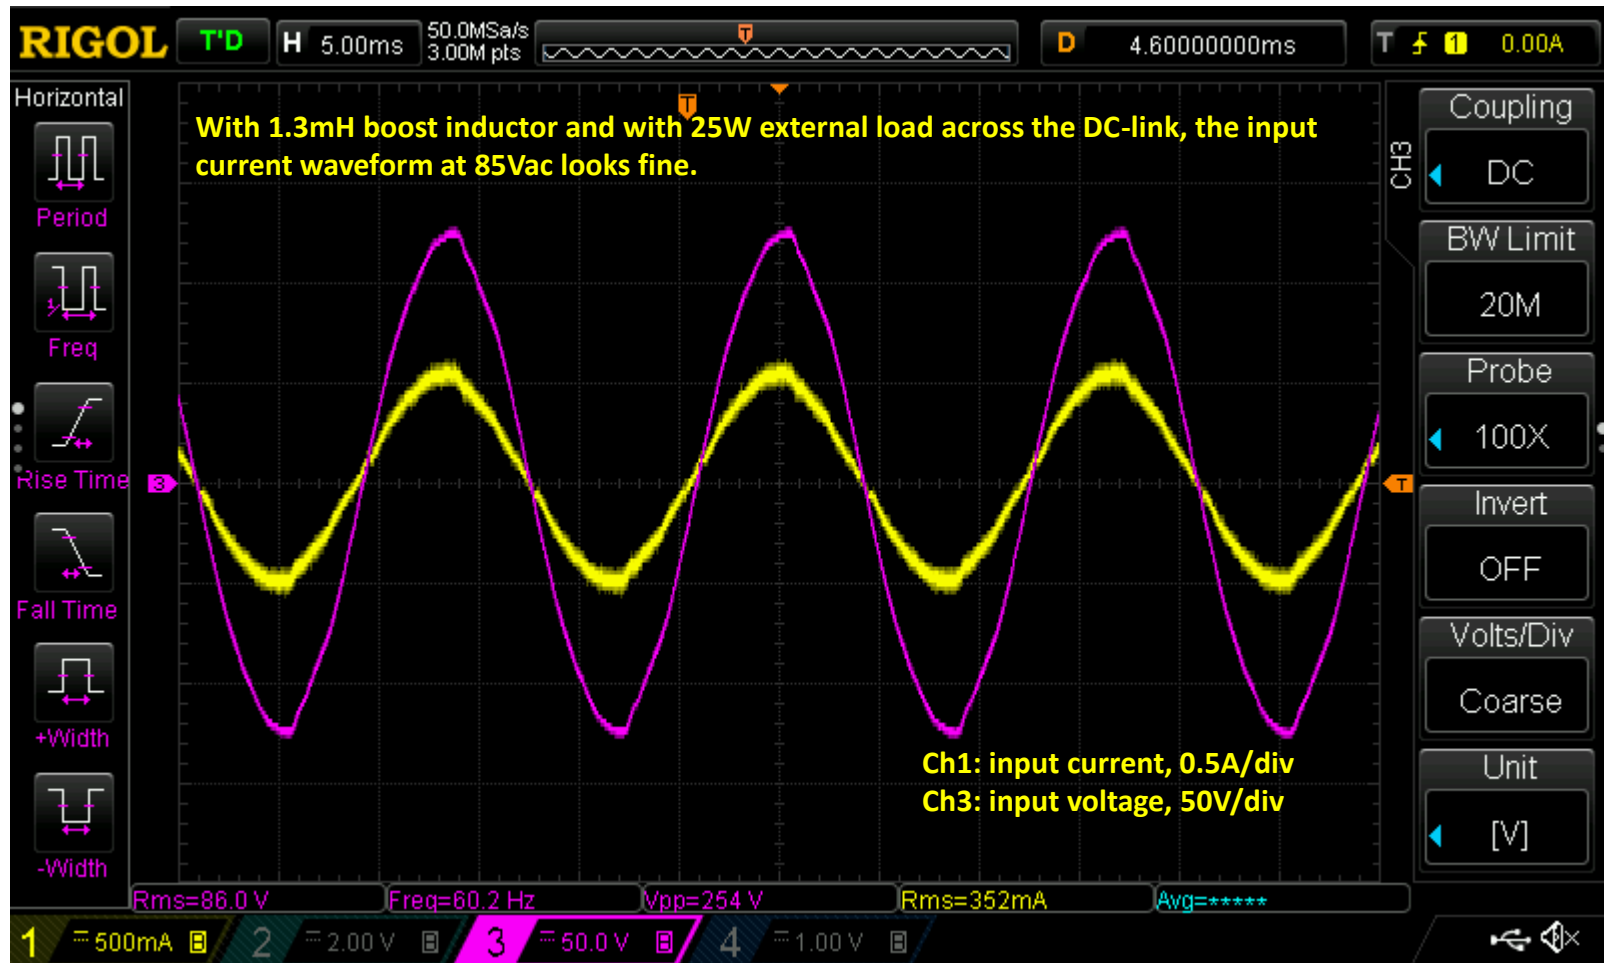 RIGOL T'D H 5.00ms 50.0MSa/s 3.00M pts T D 4.60000000ms T 1 0.00A
Horizontal
Period
1/
Freq
Rise Time
Fall Time
+Width
-Width
T
With 1.3mH boost inductor and with 25W external load across the DC-link, the input
current waveform at 85Vac looks fine.
3
T
Ch1: input current, 0.5A/div
Ch3: input voltage, 50V/div
CH3
Coupling
DC
BW Limit
20M
Probe
100X
Invert
OFF
Volts/Div
Coarse
Unit
[V]
Rms=86.0 V Freq=60.2 Hz Vpp=254 V Rms=352mA Avg=*****
1 500mA B 2 2.00 V B 3 50.0 V B 4 1.00 V B